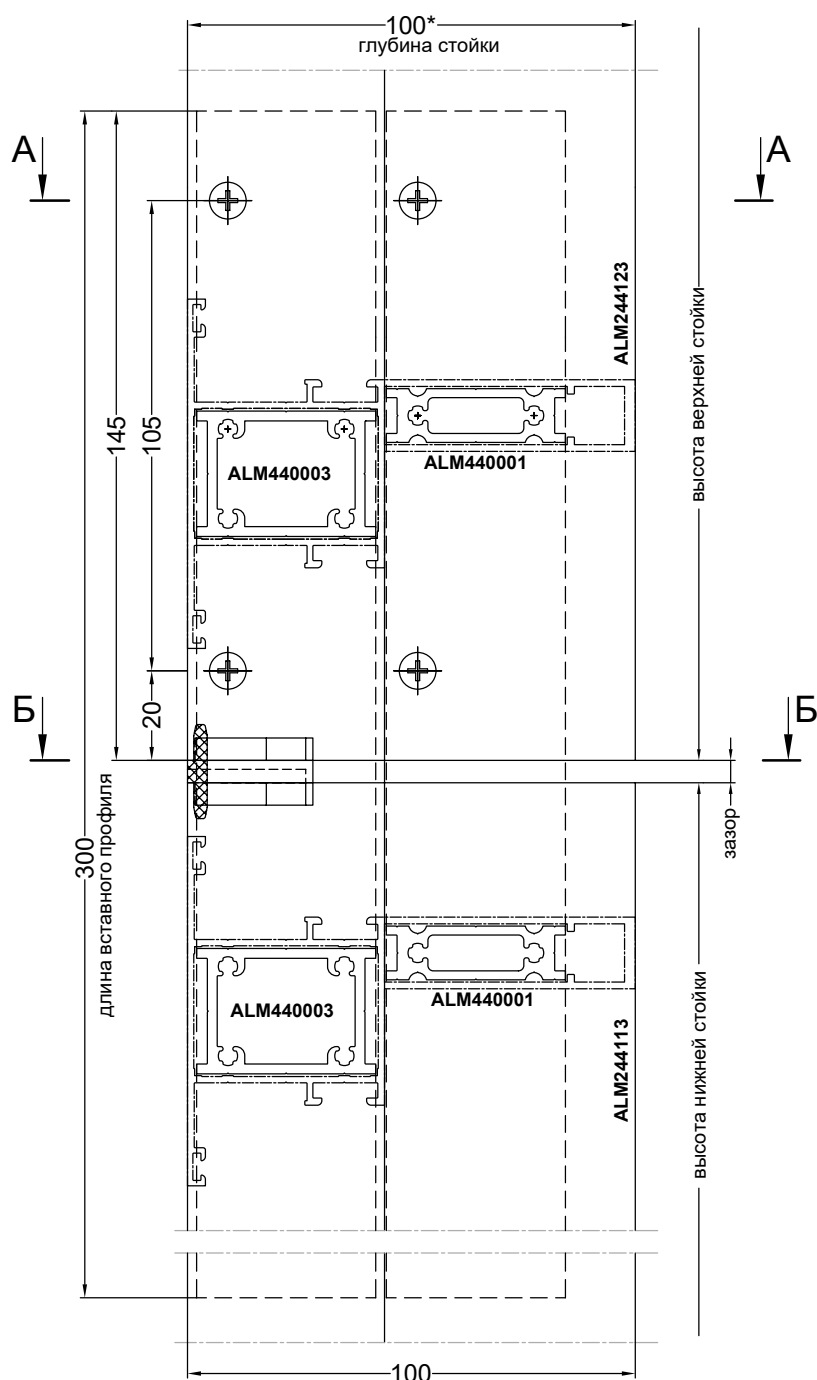 100*
глубина стойки
А
А
ALM244123
высота верхней стойки
145
105
ALM440003
ALM440001
20
Б
Б
300
длина вставного профиля
зазор
ALM440003
ALM440001
ALM244113
высота нижней стойки
100